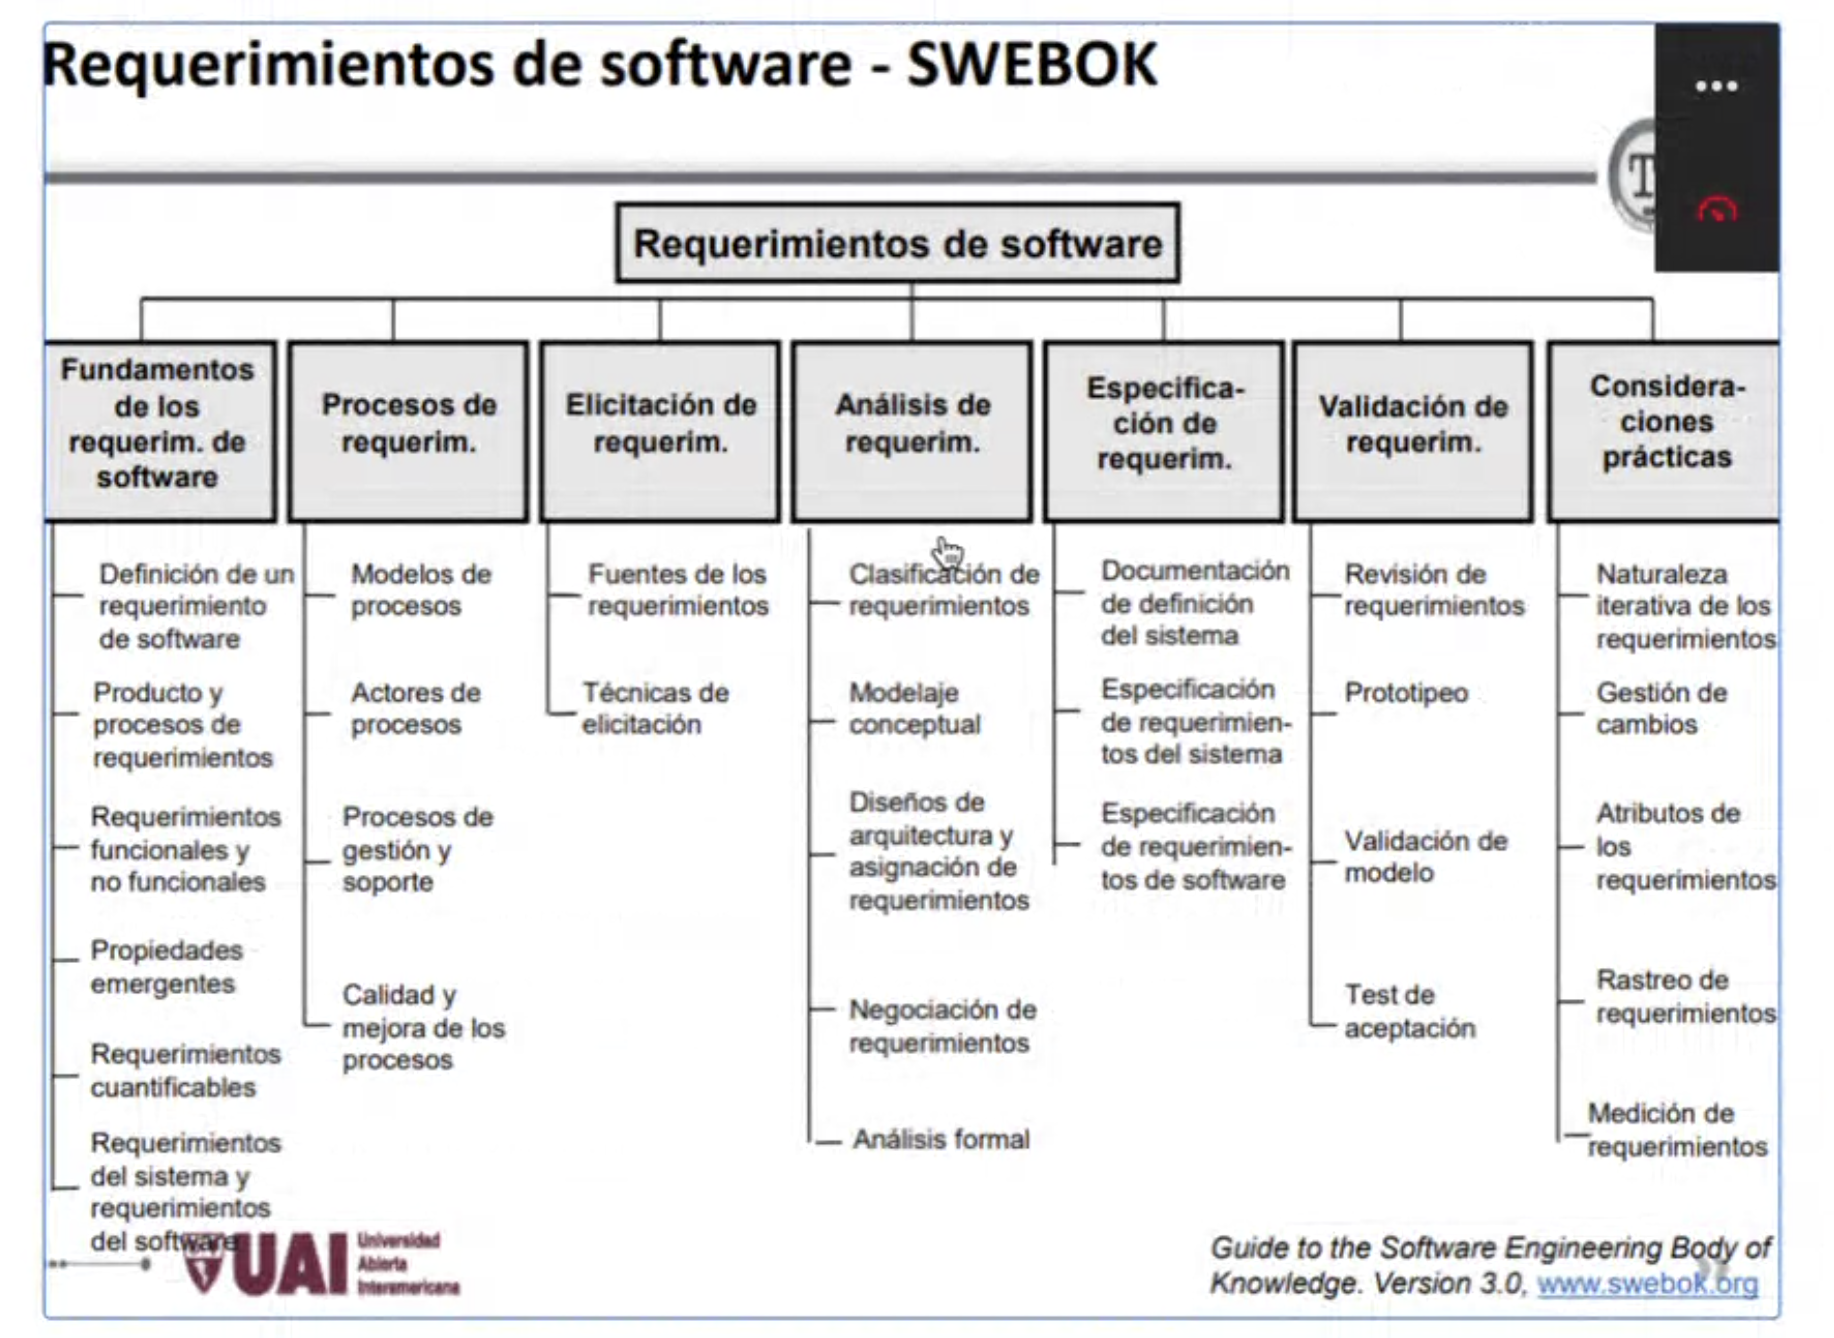 Requerimientos de software - SWEBOK
T
Requerimientos de software
Fundamentos
de los
requerim. de
software
Procesos de
requerim.
Elicitación de
requerim.
Análisis de
requerim.
Especifica-
ción de
requerim.
Validación de
requerim.
Considera-
ciones
prácticas
Definición de un
requerimiento
de software
Producto y
procesos de
requerimientos
Requerimientos
funcionales y
no funcionales
Propiedades
emergentes
Requerimientos
cuantificables
Requerimientos
del sistema y
requerimientos
del software
Modelos de
procesos
Actores de
procesos
Procesos de
gestión y
soporte
Calidad y
mejora de los
procesos
Fuentes de los
requerimientos
Técnicas de
elicitación
Clasificación de
requerimientos
Modelaje
conceptual
Diseños de
arquitectura y
asignación de
requerimientos
Negociación de
requerimientos
Análisis formal
Documentación
de definición
del sistema
Especificación
de requerimien-
tos del sistema
Especificación
de requerimien-
tos de software
Revisión de
requerimientos
Prototipeo
Validación de
modelo
Test de
aceptación
Naturaleza
iterativa de los
requerimientos
Gestión de
cambios
Atributos de
los
requerimientos
Rastreo de
requerimientos
Medición de
requerimientos
UAI
Universidad
Abierta
Interamericana
Guide to the Software Engineering Body of
Knowledge. Version 3.0, www.swebok.org